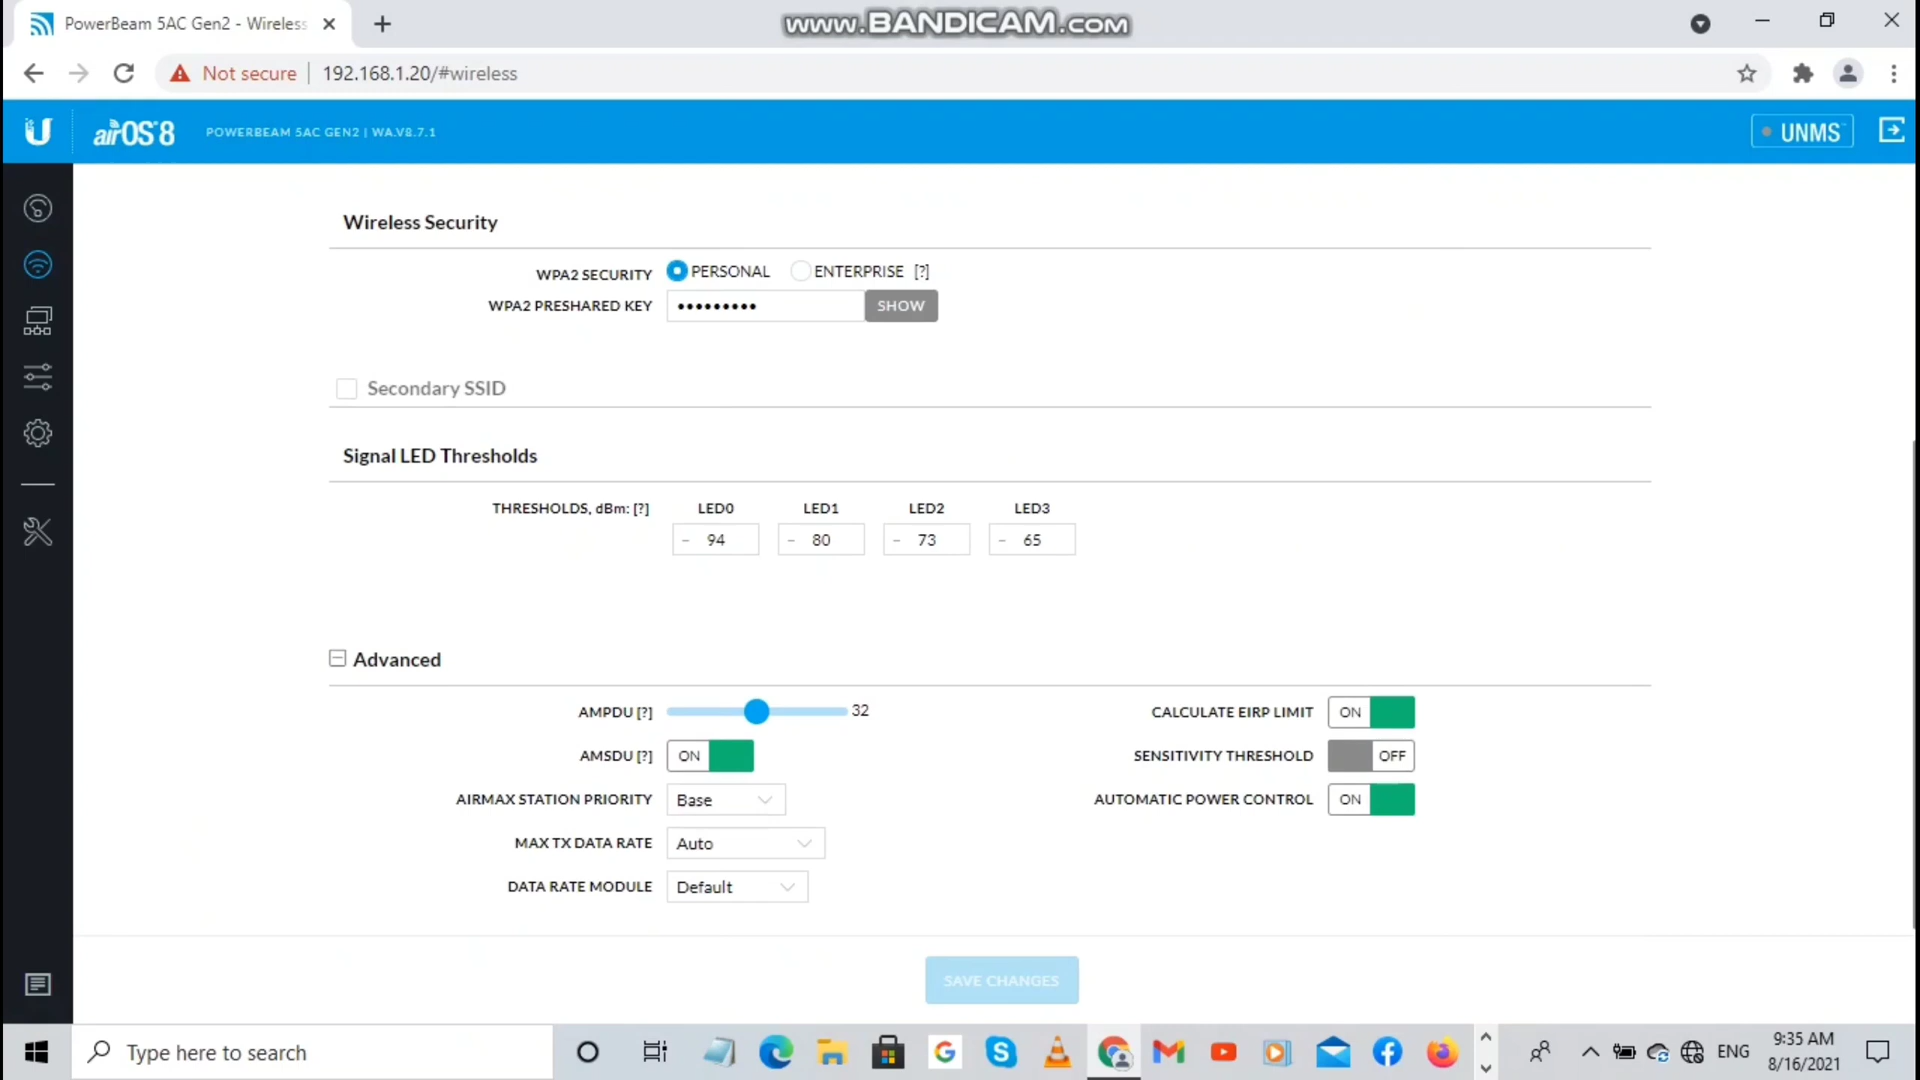 PowerBeam 5AC Gen2 - Wireless
www.BANDICAM.com
Not secure | 192.168.1.20/#wireless
airOS 8
POWERBEAM 5AC GEN2 | WA.V8.7.1
UNMS
Wireless Security
WPA2 SECURITY PERSONAL ENTERPRISE [?]
WPA2 PRESHARED KEY ••••••••• SHOW
Secondary SSID
Signal LED Thresholds
THRESHOLDS, dBm: [?] LED0 LED1 LED2 LED3
- 94 - 80 - 73 - 65
Advanced
AMPDU [?] 32 CALCULATE EIRP LIMIT ON
AMSDU [?] ON SENSITIVITY THRESHOLD OFF
AIRMAX STATION PRIORITY Base AUTOMATIC POWER CONTROL ON
MAX TX DATA RATE Auto
DATA RATE MODULE Default
SAVE CHANGES
Type here to search
ENG
9:35 AM
8/16/2021